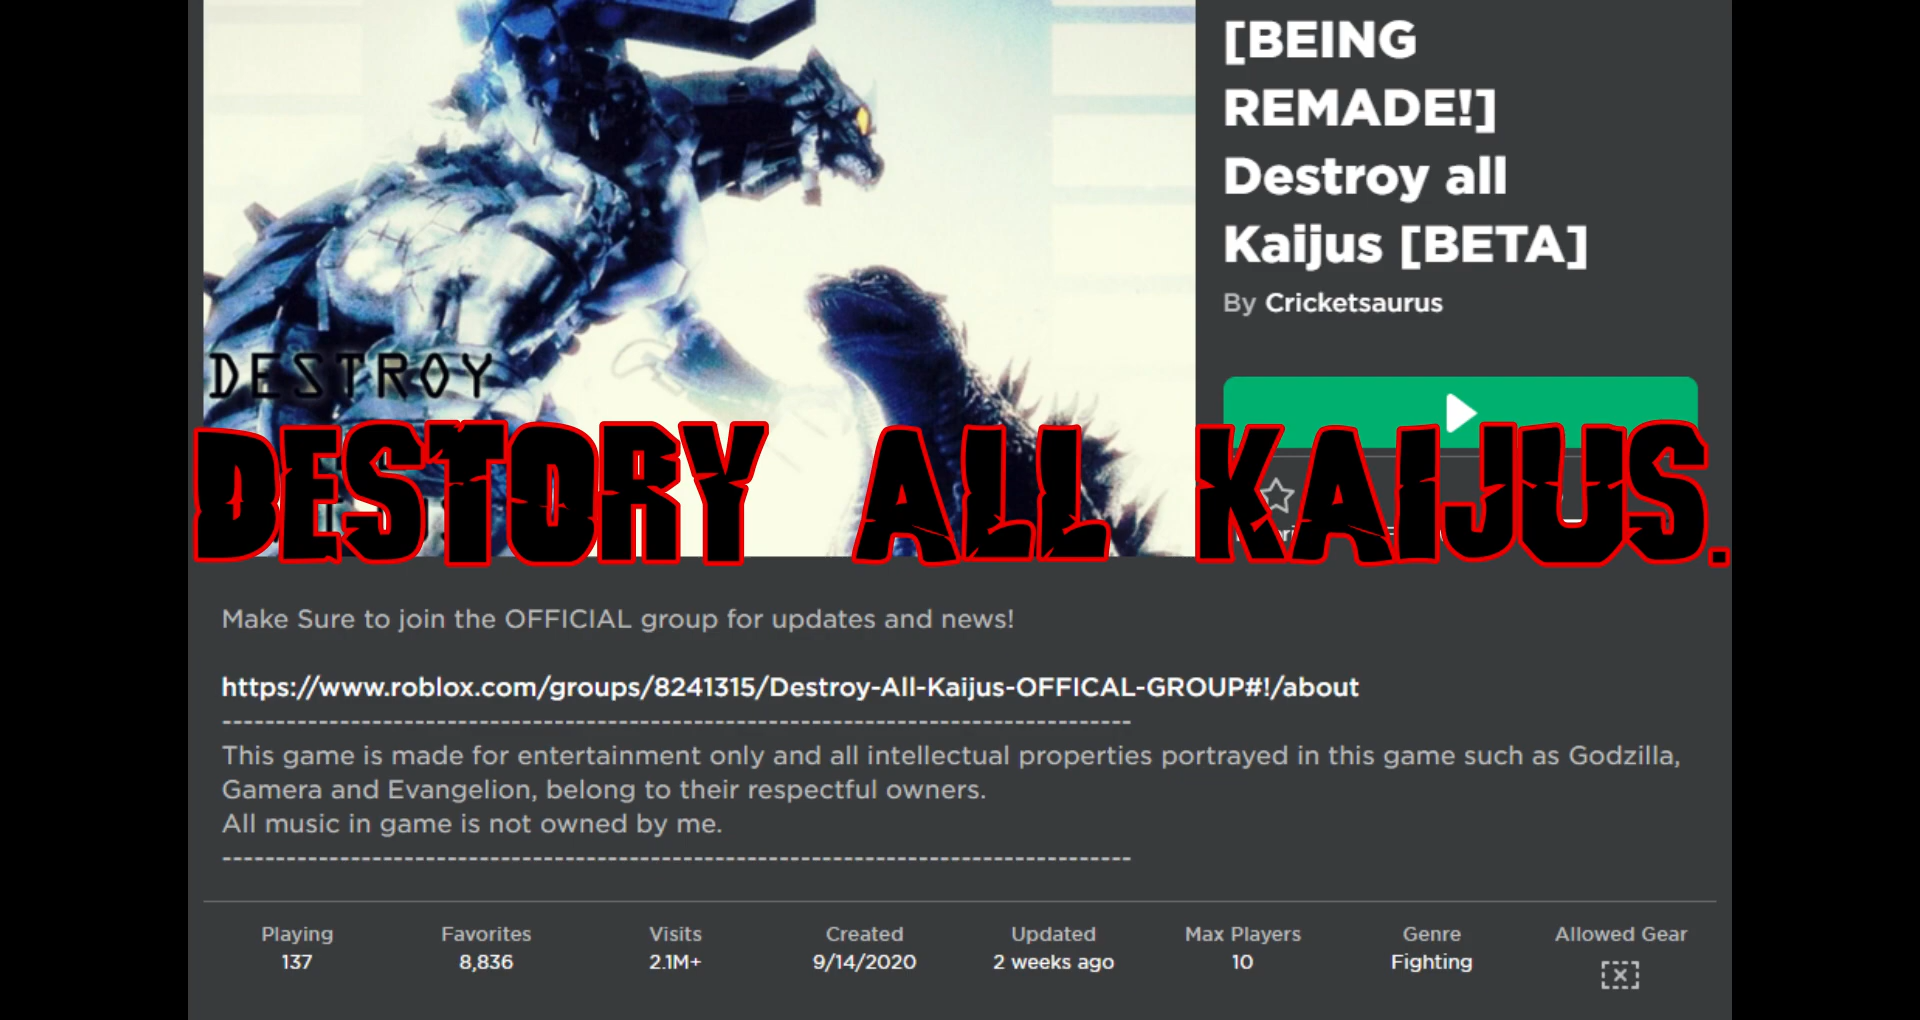 [BEING
REMADE!]
Destroy all
Kaijus [BETA]
By Cricketsaurus
DESTROY
DESTORY ALL KAIJUS.
Make Sure to join the OFFICIAL group for updates and news!
https://www.roblox.com/groups/8241315/Destroy-All-Kaijus-OFFICAL-GROUP#!/about
--------------------------------------------------------------------------------------
This game is made for entertainment only and all intellectual properties portrayed in this game such as Godzilla,
Gamera and Evangelion, belong to their respectful owners.
All music in game is not owned by me.
--------------------------------------------------------------------------------------
Playing Favorites Visits Created Updated Max Players Genre Allowed Gear
137 8,836 2.1M+ 9/14/2020 2 weeks ago 10 Fighting